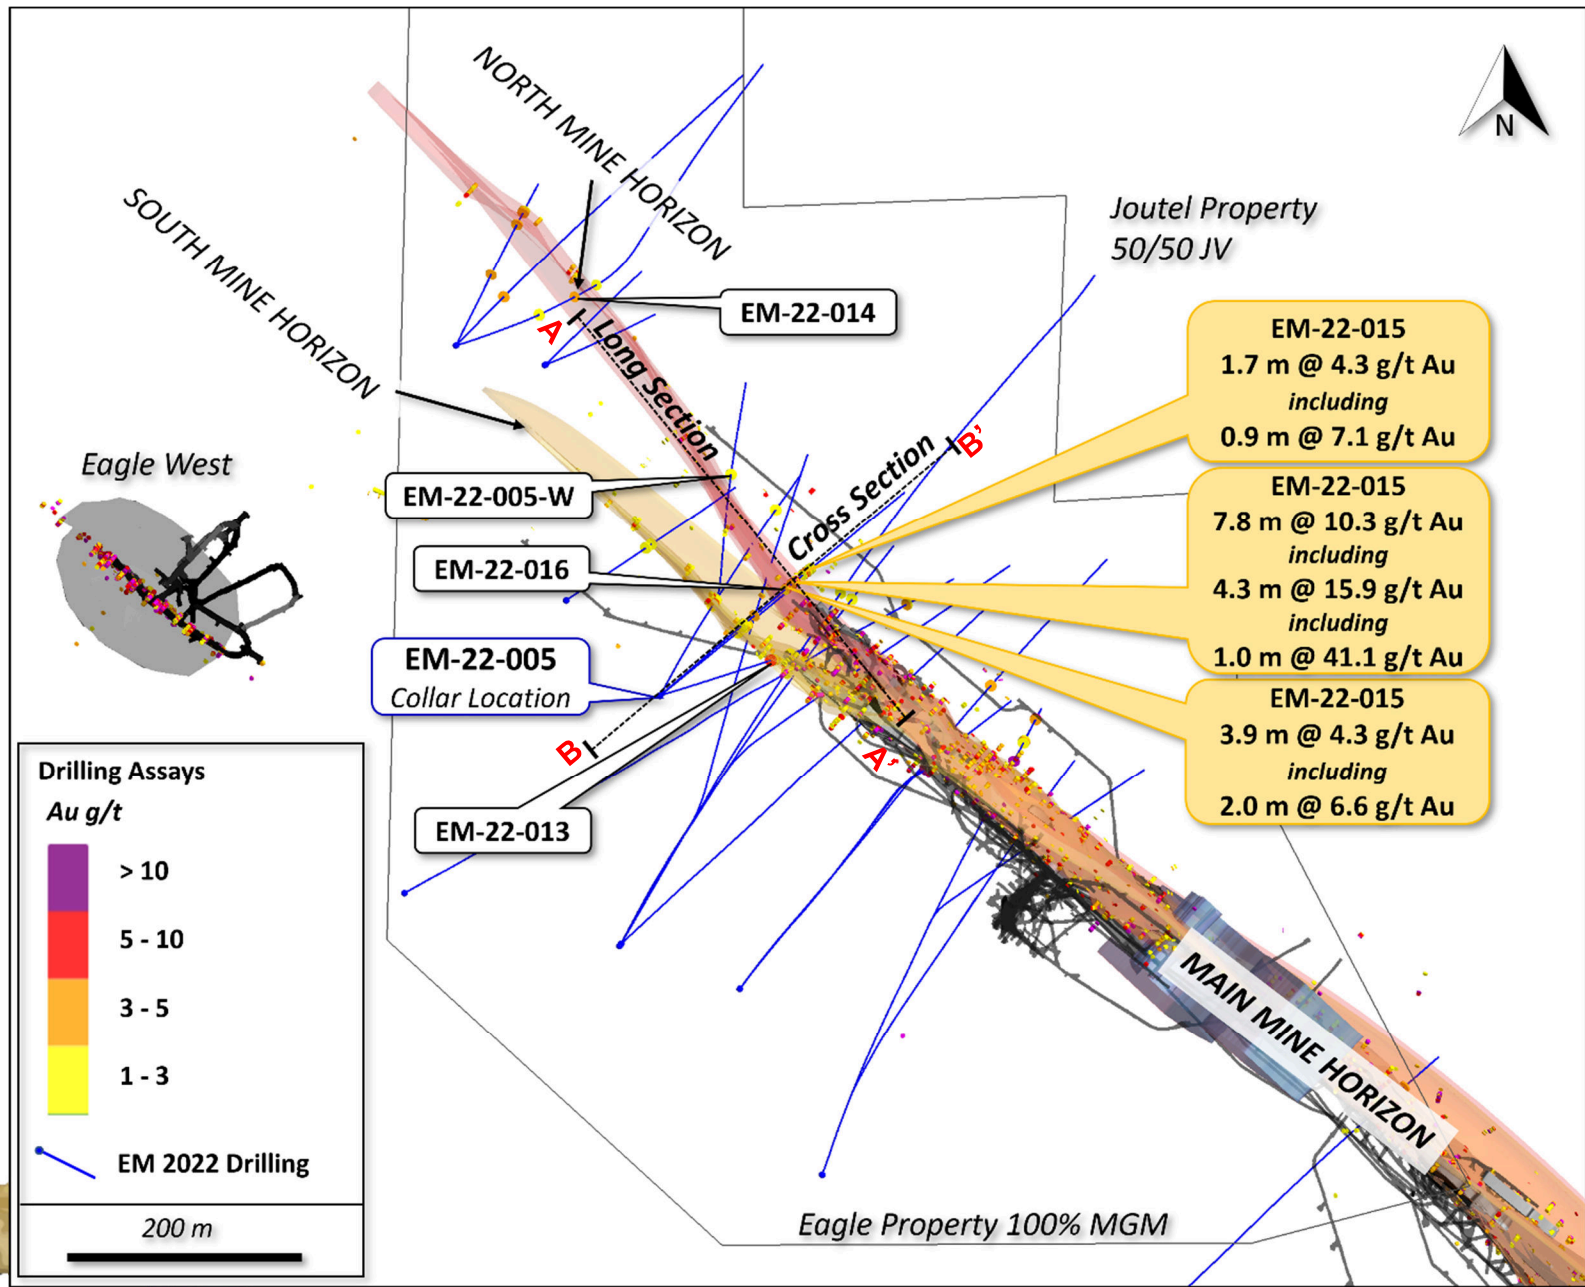 NORTH MINE HORIZON
N
SOUTH MINE HORIZON
Joutel Property
50/50 JV
EM-22-014
A
Long Section
EM-22-015
1.7 m @ 4.3 g/t Au
including
0.9 m @ 7.1 g/t Au
Eagle West
Cross Section
B'
EM-22-005-W
EM-22-015
7.8 m @ 10.3 g/t Au
including
4.3 m @ 15.9 g/t Au
including
1.0 m @ 41.1 g/t Au
EM-22-016
EM-22-005
Collar Location
EM-22-015
3.9 m @ 4.3 g/t Au
including
2.0 m @ 6.6 g/t Au
B
A'
EM-22-013
Drilling Assays
Au g/t
> 10
5 - 10
3 - 5
1 - 3
EM 2022 Drilling
200 m
MAIN MINE HORIZON
Eagle Property 100% MGM